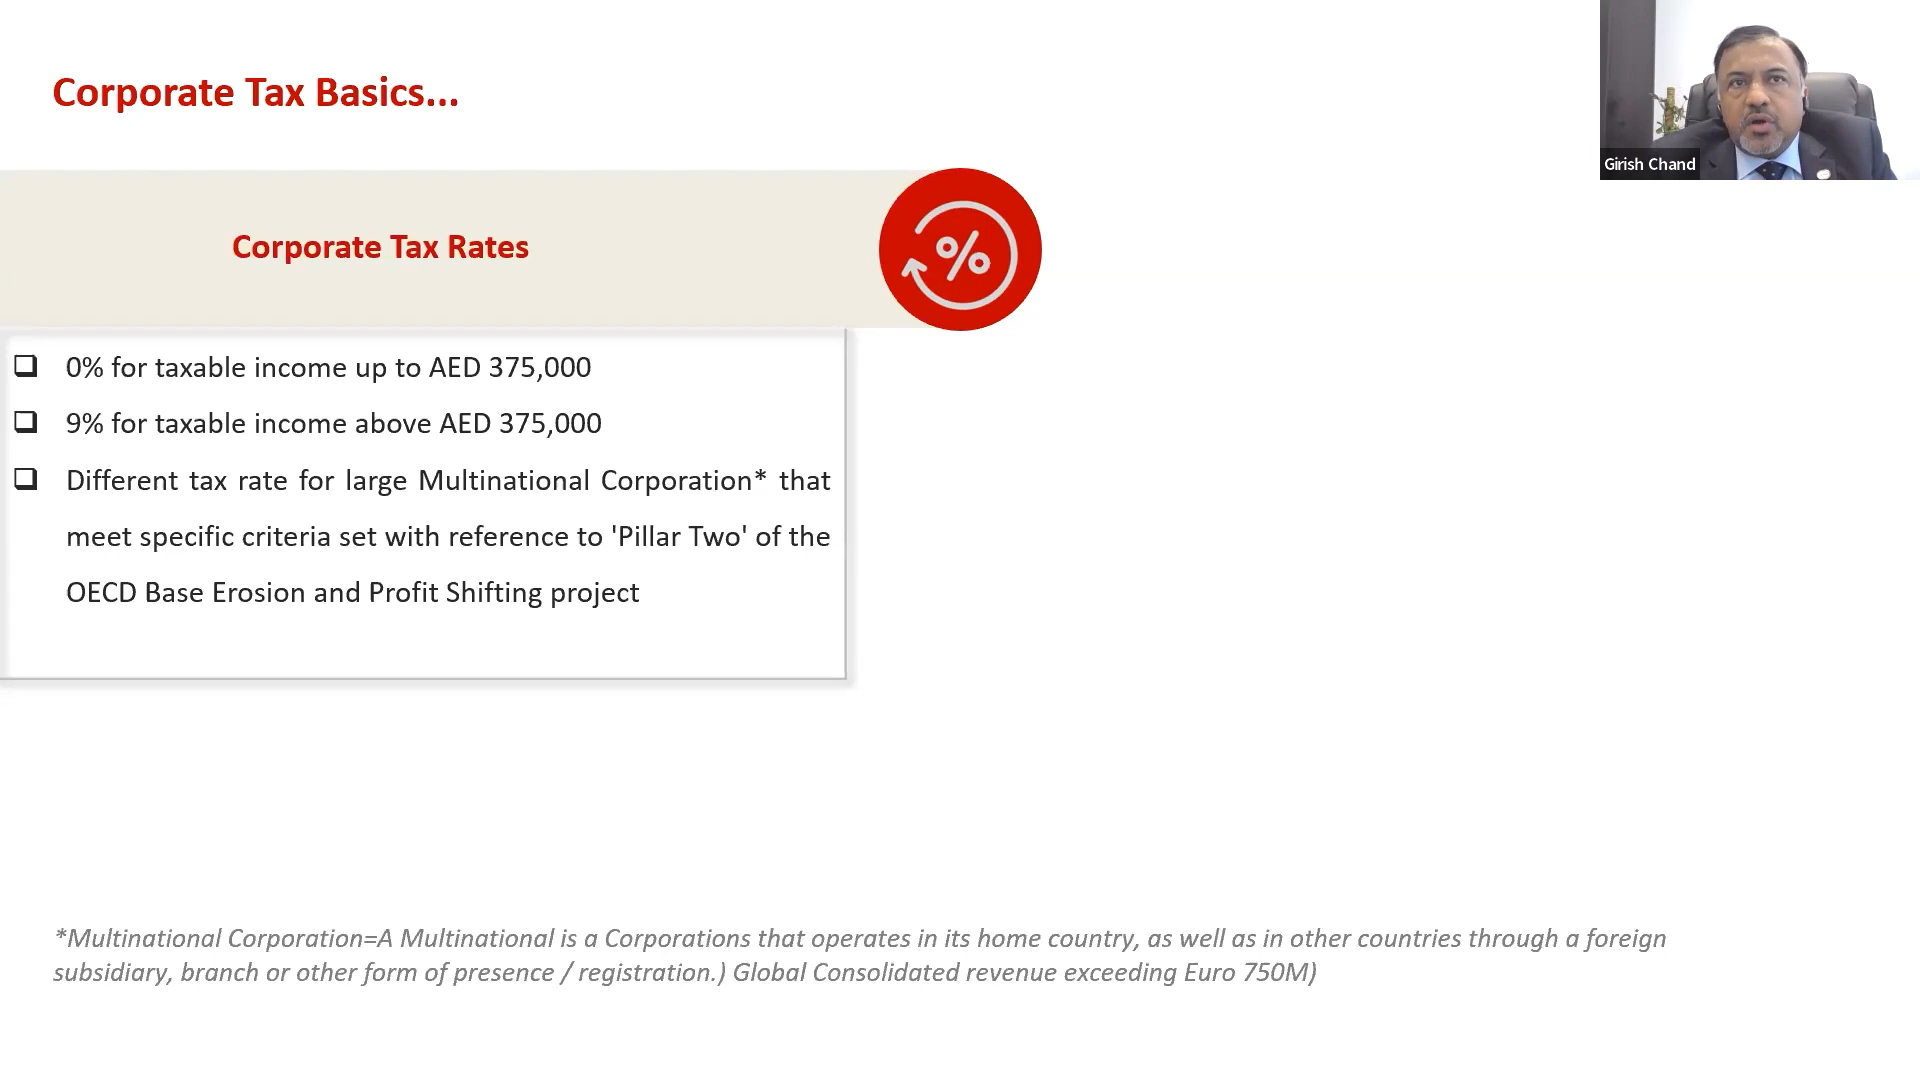 Corporate Tax Basics...
Girish Chand
Corporate Tax Rates
%
❑ 0% for taxable income up to AED 375,000
❑ 9% for taxable income above AED 375,000
❑ Different tax rate for large Multinational Corporation* that
meet specific criteria set with reference to 'Pillar Two' of the
OECD Base Erosion and Profit Shifting project
*Multinational Corporation=A Multinational is a Corporations that operates in its home country, as well as in other countries through a foreign
subsidiary, branch or other form of presence / registration.) Global Consolidated revenue exceeding Euro 750M)